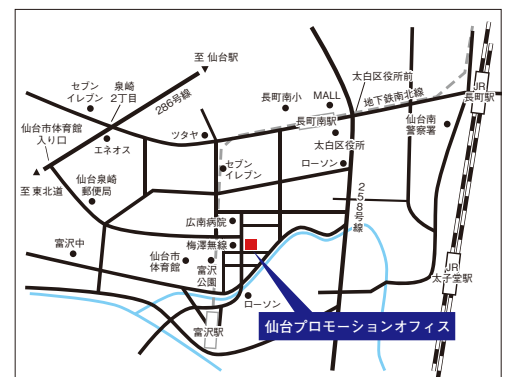 至 仙台駅
セブン
イレブン
泉崎
2丁目
286号線
太白区役所前
地下鉄南北線
JR
長町駅
MALL
長町南小
長町南駅
仙台南
警察署
仙台市体育館
入り口
エネオス
ツタヤ
太白区役所
ローソン
至 東北道
仙台泉崎
郵便局
セブン
イレブン
258号線
広南病院
梅澤無線
富沢中
仙台市
体育館
富沢
公園
ローソン
JR
太子堂駅
富沢駅
仙台プロモーションオフィス